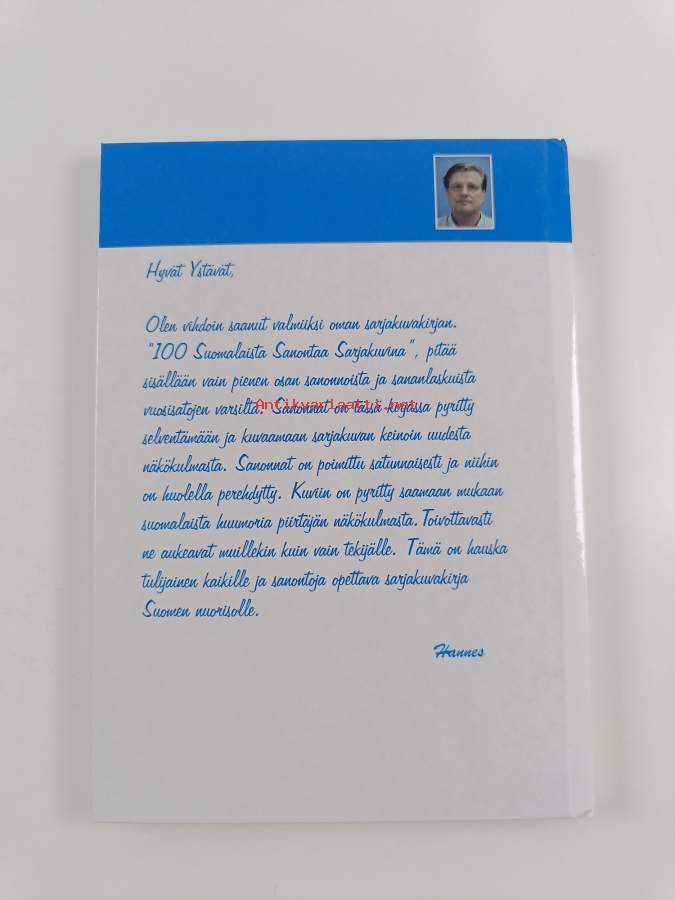 Hyvät Ystävät,
Olen vihdoin saanut valmiiksi oman sarjakuvakirjan.
"100 Suomalaista Sanontaa Sarjakuvina", pitää
sisällään vain pienen osan sanonnoista ja sananlaskuista
vuosisatojen varsilta. Sanonnat on tässä kirjassa pyritty
Antikvariaatti.net
selventämään ja kuvaamaan sarjakuvan keinoin uudesta
näkökulmasta. Sanonnat on poimittu satunnaisesti ja niihin
on huolella perehdytty. Kuviin on pyritty saamaan mukaan
suomalaista huumoria piirtäjän näkökulmasta. Toivottavasti
ne aukeavat muillekin kuin vain tekijälle. Tämä on hauska
tulijainen kaikille ja sanontoja opettava sarjakuvakirja
Suomen nuorisolle.
Hannes